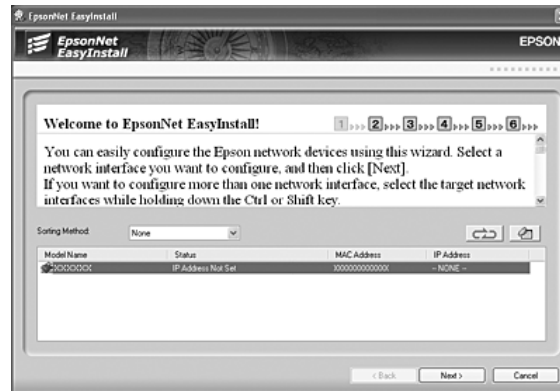 EpsonNet EasyInstall
EpsonNet
EasyInstall
EPSON
Welcome to EpsonNet EasyInstall!
1 2 3 4 5 6
You can easily configure the Epson network devices using this wizard. Select a
network interface you want to configure, and then click [Next].
If you want to configure more than one network interface, select the target network
interfaces while holding down the Ctrl or Shift key.
Sorting Method: None
Model Name Status MAC Address IP Address
XXXXXXX IP Address Not Set XXXXXXXXXXXX - NONE -
< Back Next > Cancel